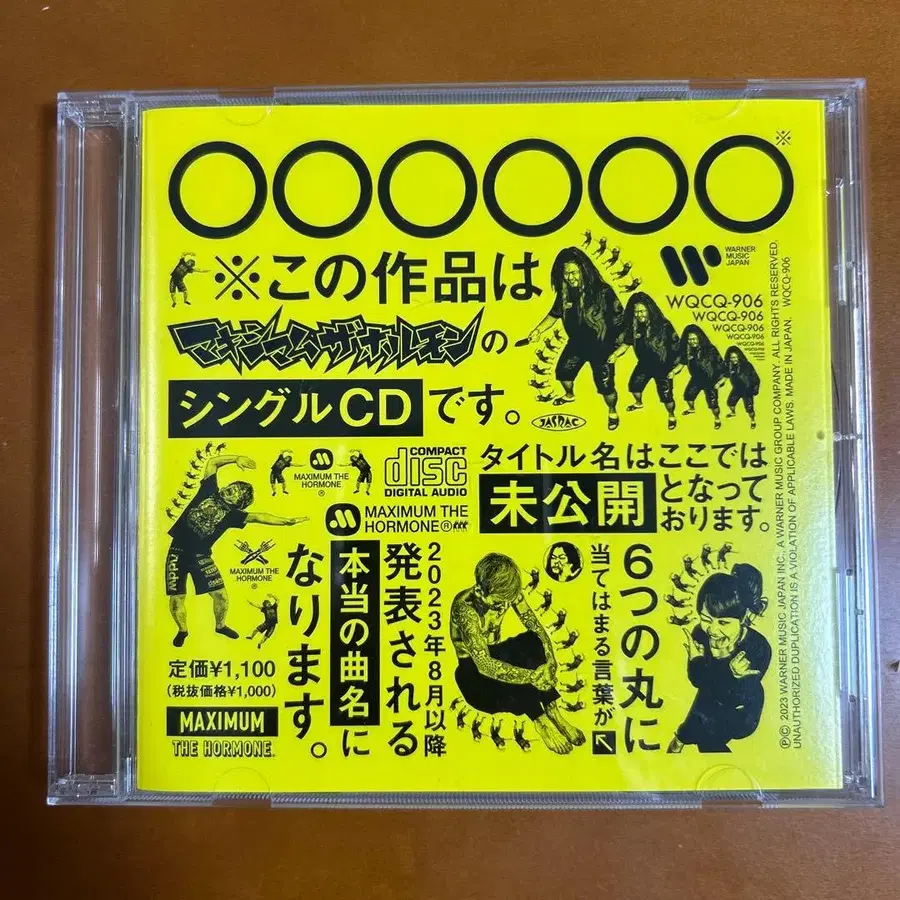 ○○○○○○※
※この作品は
マキシマム ザ ホルモンの
シングルCDです。
JASRAC
WARNER
MUSIC
JAPAN
WQCQ-906
WQCQ-906
WQCQ-906
WQCQ-906
WQCQ-906
MAXIMUM THE
HORMONE
®
COMPACT
disc
DIGITAL AUDIO
MAXIMUM THE
HORMONE®
タイトル名はここでは
未公開となって
おります。
6つの丸に
当てはまる言葉が
2023年8月以降
発表される
本当の曲名に
なります。
MAXIMUM THE
HORMONE
®
定価¥1,100
(税抜価格¥1,000)
MAXIMUM
THE HORMONE
℗© 2023 WARNER MUSIC JAPAN INC., A WARNER MUSIC GROUP COMPANY. ALL RIGHTS RESERVED.
UNAUTHORIZED DUPLICATION IS A VIOLATION OF APPLICABLE LAWS. MADE IN JAPAN. WQCQ-906